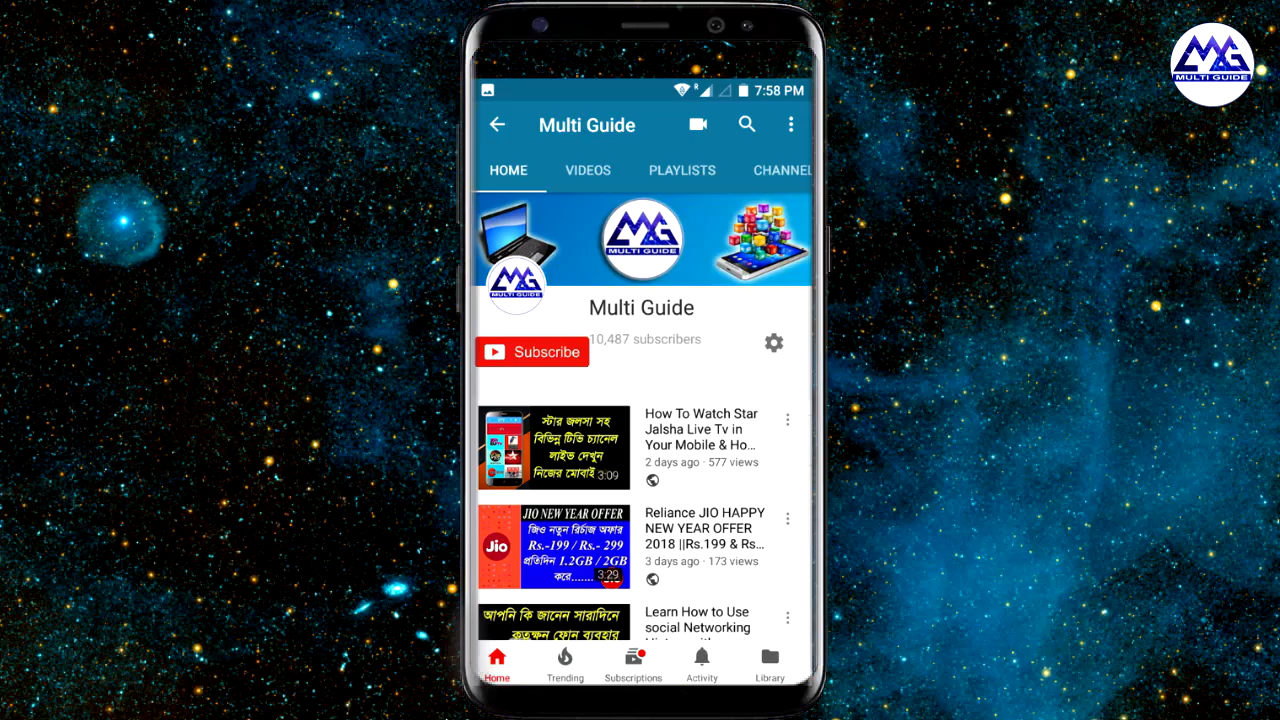 MG
MULTI GUIDE
R
7:58 PM
Multi Guide
HOME
VIDEOS
PLAYLISTS
CHANNEL
MG
MULTI GUIDE
MG
MULTI GUIDE
Multi Guide
10,487 subscribers
Subscribe
স্টার জলসা সহ
বিভিন্ন টিভি চ্যানেল
লাইভ দেখুন
নিজের মোবাই
3:09
How To Watch Star
Jalsha Live Tv in
Your Mobile & Ho...
2 days ago · 577 views
JIO NEW YEAR OFFER
জিও নতুন রির্চাজ অফার
Rs.-199 / Rs.- 299
প্রতিদিন 1.2GB / 2GB
করে.......
Jio
3:29
Reliance JIO HAPPY
NEW YEAR OFFER
2018 ||Rs.199 & Rs...
3 days ago · 173 views
আপনি কি জানেন সারাদিনে
কতক্ষন ফোন ব্যবহার
Learn How to Use
social Networking
Home
Trending
Subscriptions
Activity
Library